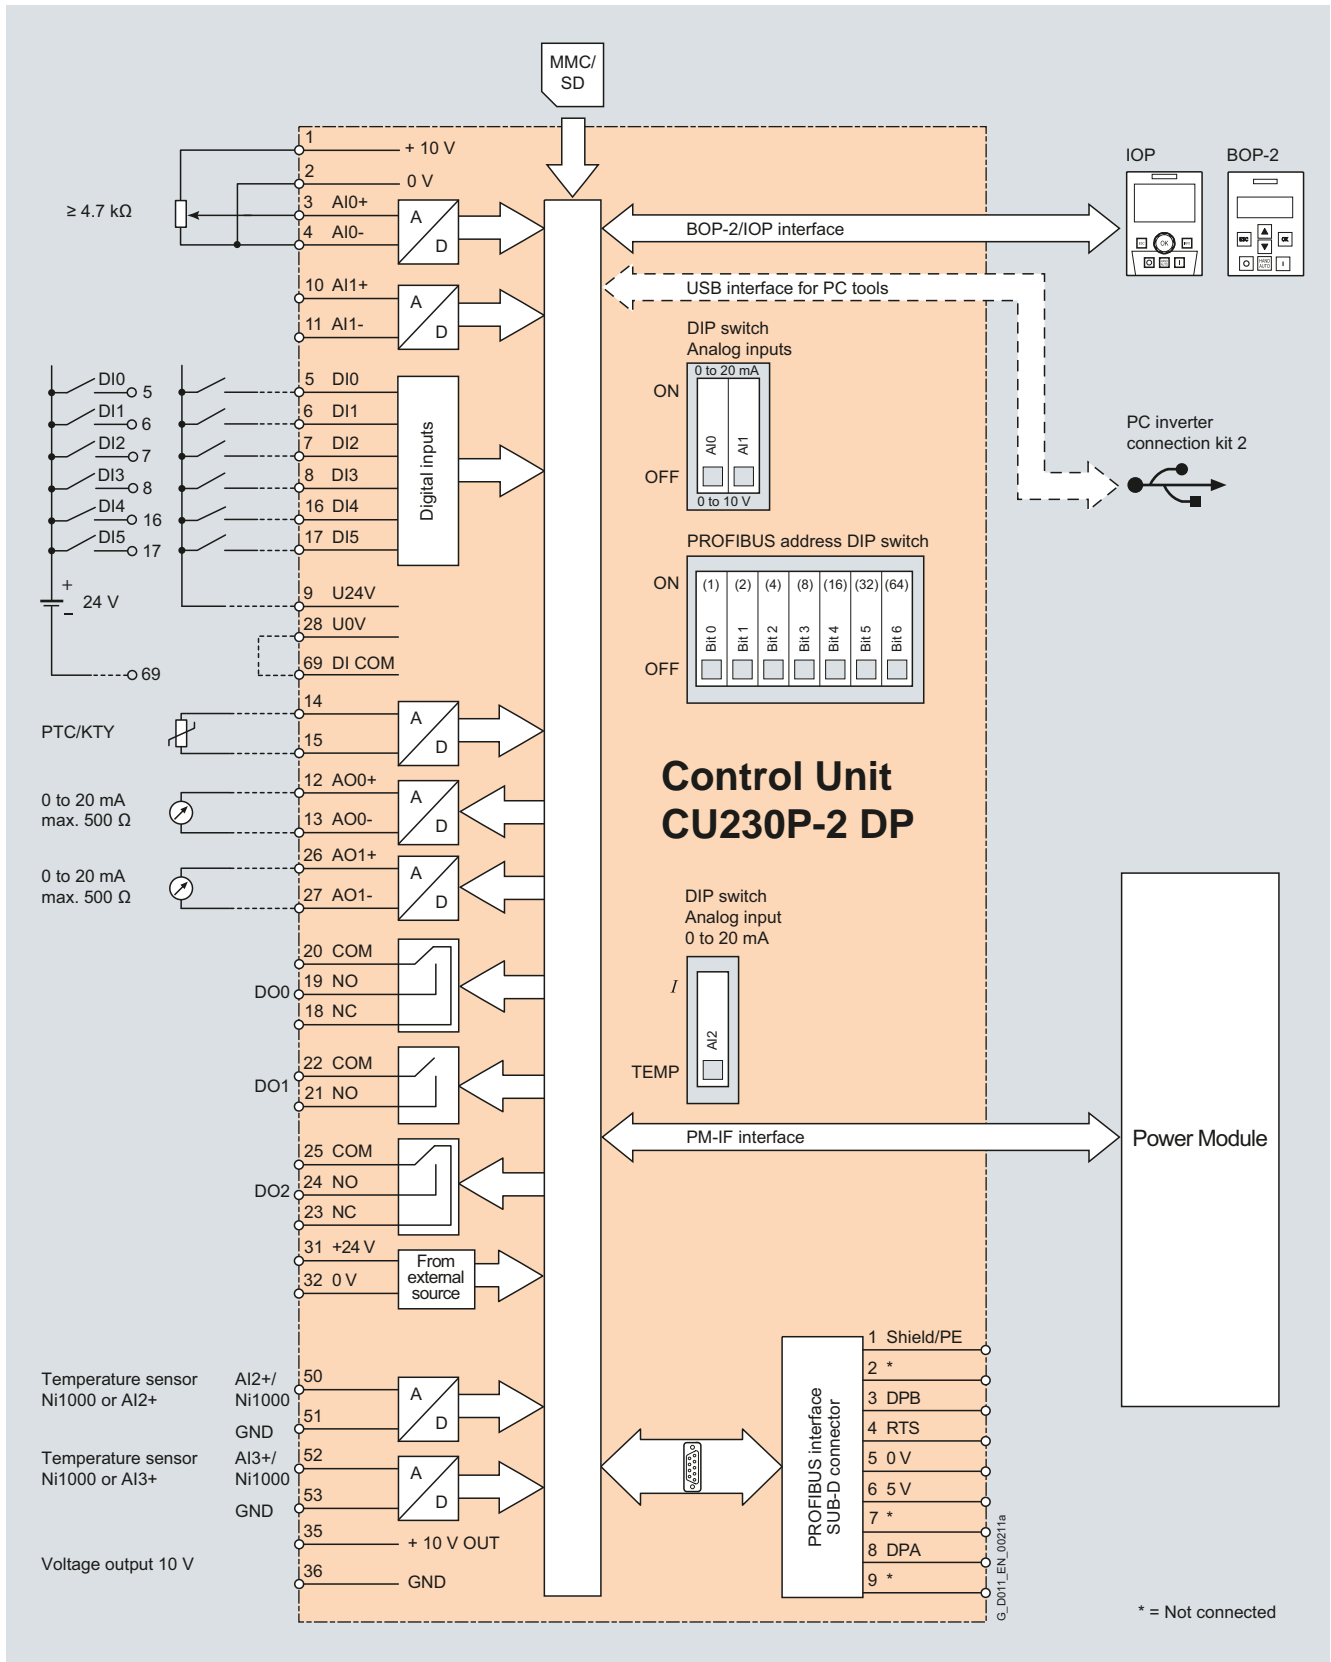 MMC/
SD
1
+ 10 V
2
0 V
≥ 4.7 kΩ
3 AI0+
4 AI0-
A
D
10 AI1+
11 AI1-
A
D
BOP-2/IOP interface
IOP
BOP-2
ESC
OK
HAND
AUTO
USB interface for PC tools
DIP switch
Analog inputs
0 to 20 mA
ON
AI0
AI1
OFF
0 to 10 V
PC inverter
connection kit 2
DI0
5
DI1
6
DI2
7
DI3
8
DI4
16
DI5
17
+
24 V
−
69
5 DI0
6 DI1
7 DI2
8 DI3
16 DI4
17 DI5
Digital inputs
9 U24V
28 U0V
69 DI COM
PROFIBUS address DIP switch
ON
(1) (2) (4) (8) (16) (32) (64)
Bit 0
Bit 1
Bit 2
Bit 3
Bit 4
Bit 5
Bit 6
OFF
PTC/KTY
14
15
A
D
Control Unit
CU230P-2 DP
0 to 20 mA
max. 500 Ω
12 AO0+
13 AO0-
A
D
0 to 20 mA
max. 500 Ω
26 AO1+
27 AO1-
A
D
DIP switch
Analog input
0 to 20 mA
I
AI2
TEMP
DO0
20 COM
19 NO
18 NC
DO1
22 COM
21 NO
DO2
25 COM
24 NO
23 NC
PM-IF interface
Power Module
31 +24 V
32 0 V
From
external
source
Temperature sensor
Ni1000 or AI2+
AI2+/
Ni1000
GND
50
51
A
D
Temperature sensor
Ni1000 or AI3+
AI3+/
Ni1000
GND
52
53
A
D
Voltage output 10 V
35
+ 10 V OUT
36
GND
PROFIBUS interface
SUB-D connector
1 Shield/PE
2 *
3 DPB
4 RTS
5 0 V
6 5 V
7 *
8 DPA
9 *
G_D011_EN_00211a
* = Not connected